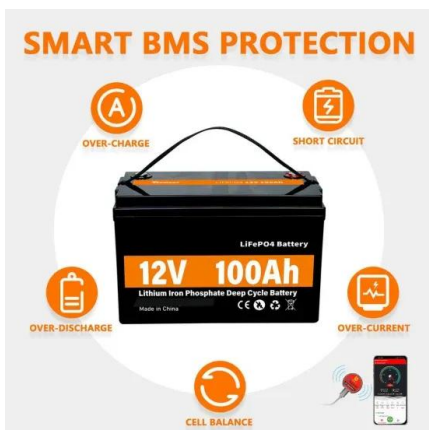 SMART BMS PROTECTION
A
OVER-CHARGE
SHORT CIRCUIT
LiFePO4 Battery
12V 100Ah
Lithium Iron Phosphate Deep Cycle Battery
Made in China
CE
OVER-DISCHARGE
OVER-CURRENT
CELL BALANCE